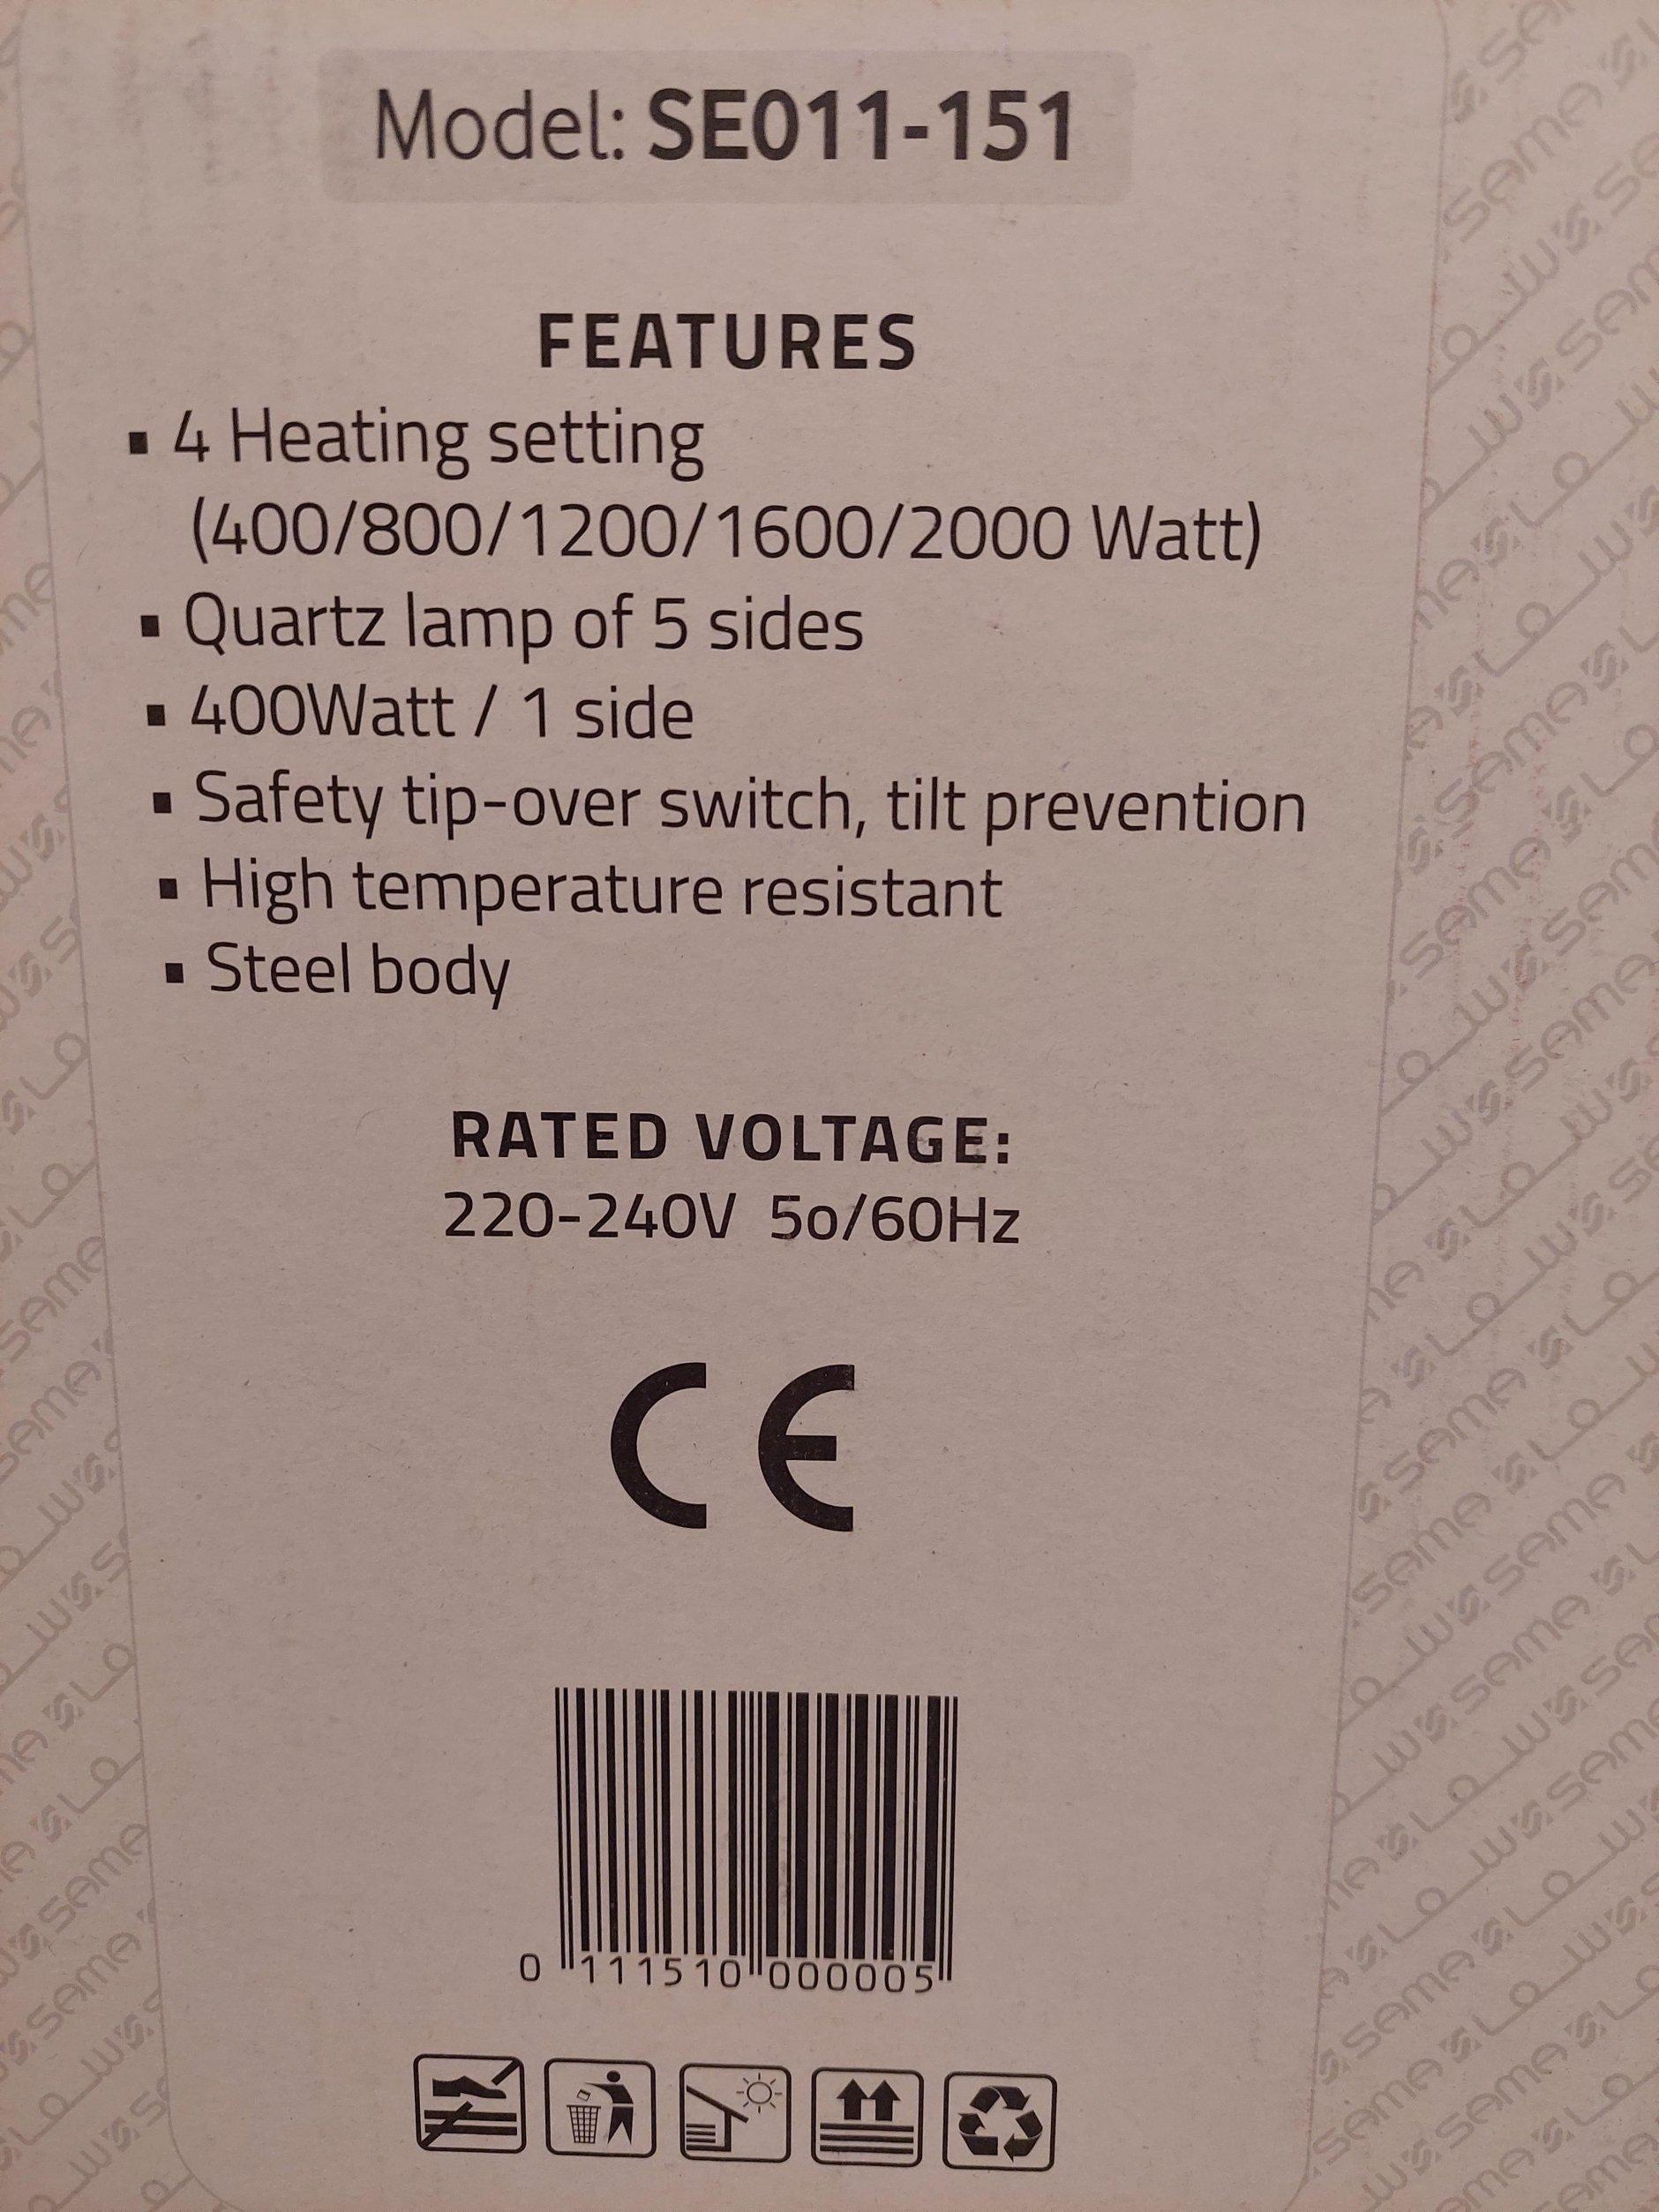 Model: SE011-151
FEATURES
▪ 4 Heating setting
(400/800/1200/1600/2000 Watt)
▪ Quartz lamp of 5 sides
▪ 400Watt / 1 side
▪ Safety tip-over switch, tilt prevention
▪ High temperature resistant
▪ Steel body
RATED VOLTAGE:
220-240V 5o/60Hz
CE
0 111510 000005
SAMA سما